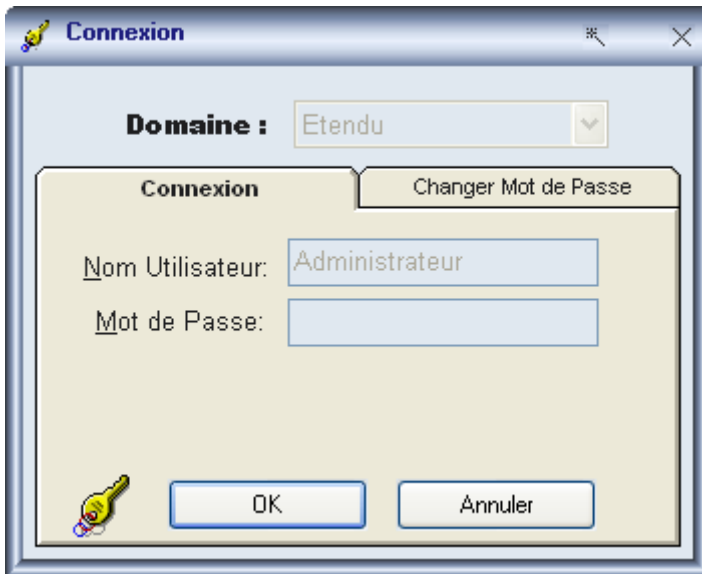 Connexion
Domaine : Etendu
Connexion Changer Mot de Passe
Nom Utilisateur: Administrateur
Mot de Passe:
OK Annuler